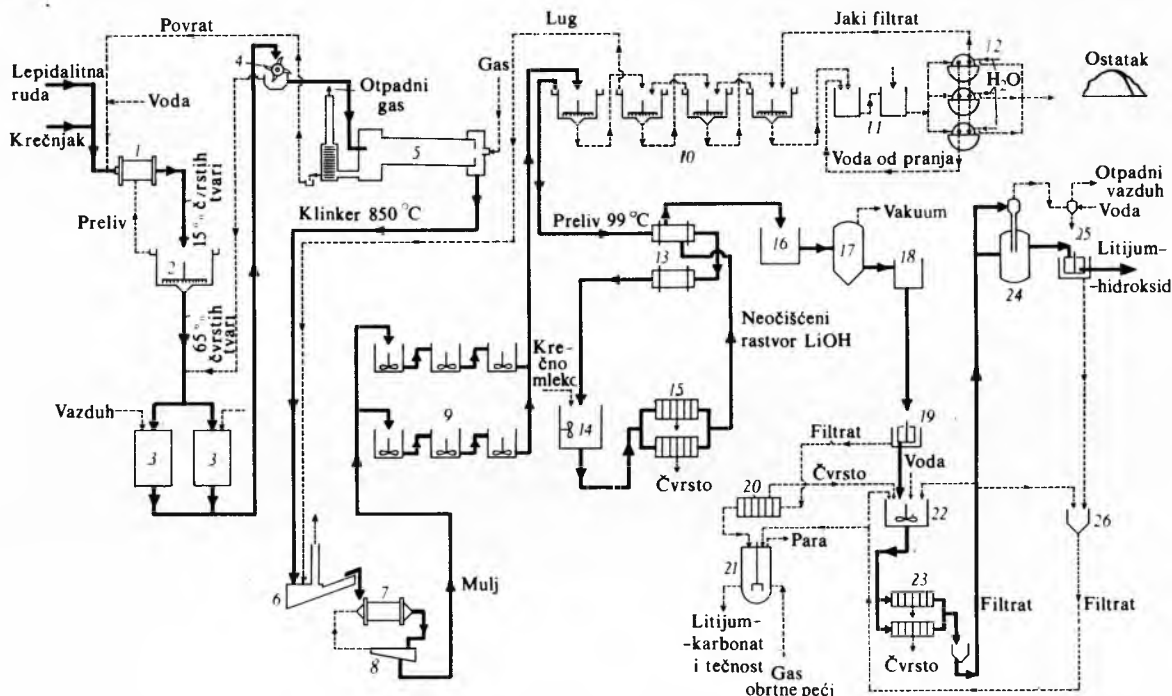 Povrat
Lepidalitna
ruda
Voda
Krečnjak
1
15% čvrstih
tvari
Preliv
2
65%
čvrstih
tvari
Vazduh
3
3
4
Otpadni
gas
5
Gas
Klinker 850 °C
6
7
8
Mulj
9
Lug
10
Jaki filtrat
11
12
H2O
Voda od pranja
Ostatak
Preliv 99 °C
13
Kre-
čno
mleko
14
15
Čvrsto
Neočišćeni
rastvor LiOH
16
Vakuum
17
18
19
Filtrat
Voda
Čvrsto
20
21
Para
Litijum-
-karbonat
i tečnost
Gas
obrtne peći
22
23
Čvrsto
Filtrat
24
Otpadni
vazduh
Voda
25
Litijum-
-hidroksid
26
Filtrat